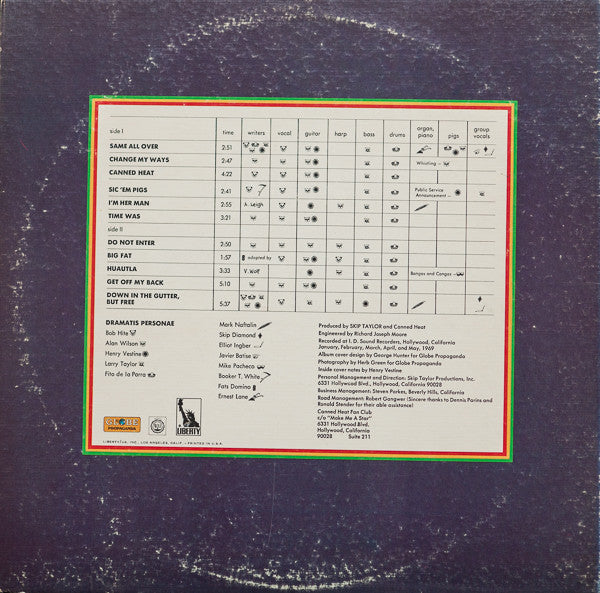 side I time writers vocal guitar harp bass drums organ, piano pigs group vocals
SAME ALL OVER 2:51
CHANGE MY WAYS 2:47 Whistling –
CANNED HEAT 4:22
SIC 'EM PIGS 2:41 Public Service Announcement –
I'M HER MAN 2:55 A. Leigh
TIME WAS 3:21
side II
DO NOT ENTER 2:50
BIG FAT 1:57 adapted by
HUAUTLA 3:33 V. Wolf Bongos and Congas –
GET OFF MY BACK 5:10
DOWN IN THE GUTTER,
BUT FREE 5:37
DRAMATIS PERSONAE
Bob Hite
Alan Wilson
Henry Vestine
Larry Taylor
Fito de la Parra
Mark Naftalin
Skip Diamond
Elliot Ingber
Javier Batise
Mike Pacheco
Booker T. White
Fats Domino
Ernest Lane
Produced by SKIP TAYLOR and Canned Heat
Engineered by Richard Joseph Moore
Recorded at I.D. Sound Recorders, Hollywood, California
January, February, March, April, and May, 1969
Album cover design by George Hunter for Globe Propaganda
Photography by Herb Green for Globe Propaganda
Inside cover notes by Henry Vestine
Personal Management and Direction: Skip Taylor Productions, Inc.
6331 Hollywood Blvd., Hollywood, California 90028
Business Management: Steven Parkes, Beverly Hills, California
Road Management: Robert Gangwer (Sincere thanks to Dennis Parins and
Ronald Stender for their able assistance)
Canned Heat Fan Club
c/o "Make Me A Star"
6331 Hollywood Blvd.
Hollywood, California
90028 Suite 211
GLOBE
PROPAGANDA
LIBERTY
LIBERTY/UA, INC., LOS ANGELES, CALIF. • PRINTED IN U.S.A.